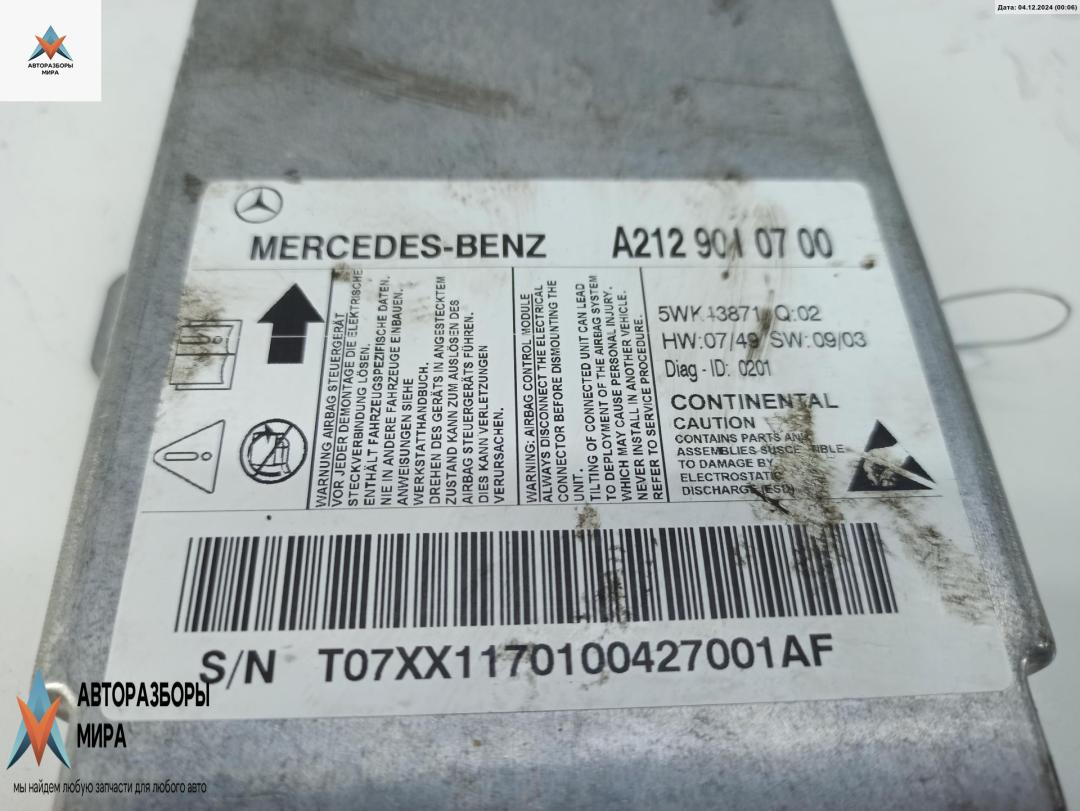 Дата: 04.12.2024 (00:06)
АВТОРАЗБОРЫ
МИРА
MERCEDES-BENZ
A212 901 07 00
WARNUNG: AIRBAG STEUERGERÄT
VOR JEDER DEMONTAGE DIE ELEKTRISCHE
STECKVERBINDUNG LÖSEN.
ENTHÄLT FAHRZEUGSPEZIFISCHE DATEN.
NIE IN ANDERE FAHRZEUGE EINBAUEN.
ANWEISUNGEN SIEHE
WERKSTATTHANDBUCH.
DREHEN DES GERÄTS IN ANGESTECKTEM
ZUSTAND KANN ZUM AUSLÖSEN DES
AIRBAG STEUERGERÄTS FÜHREN.
DIES KANN VERLETZUNGEN
VERURSACHEN.
WARNING: AIRBAG CONTROL MODULE
ALWAYS DISCONNECT THE ELECTRICAL
CONNECTOR BEFORE DISMOUNTING THE
UNIT.
TILTING OF CONNECTED UNIT CAN LEAD
TO DEPLOYMENT OF THE AIRBAG SYSTEM
WHICH MAY CAUSE PERSONAL INJURY.
NEVER INSTALL IN ANOTHER VEHICLE.
REFER TO SERVICE PROCEDURE.
5WK43871 Q:02
HW:07/49 SW:09/03
Diag-ID: 0201
CONTINENTAL
CAUTION
CONTAINS PARTS AND
ASSEMBLIES
TO DAMAGE BY
ELECTROSTATIC
DISCHARGE (ESD)
S/N T07XX1170100427001AF
АВТОРАЗБОРЫ
МИРА
мы найдем любую запчасти для любого авто